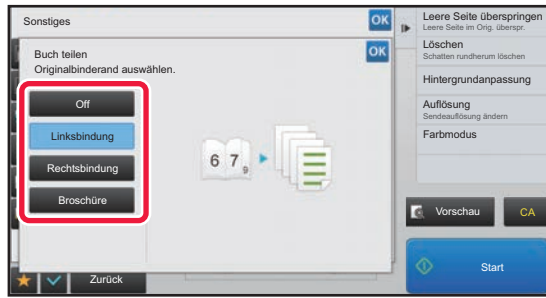 Sonstiges
OK
Buch teilen
Originalbinderand auswählen.
OK
Off
Linksbindung
Rechtsbindung
Broschüre
6 7 9
Zurück
Leere Seite überspringen
Leere Seite im Orig. überspr.
Löschen
Schatten rundherum löschen
Hintergrundanpassung
Auflösung
Sendeauflösung ändern
Farbmodus
Vorschau
CA
Start